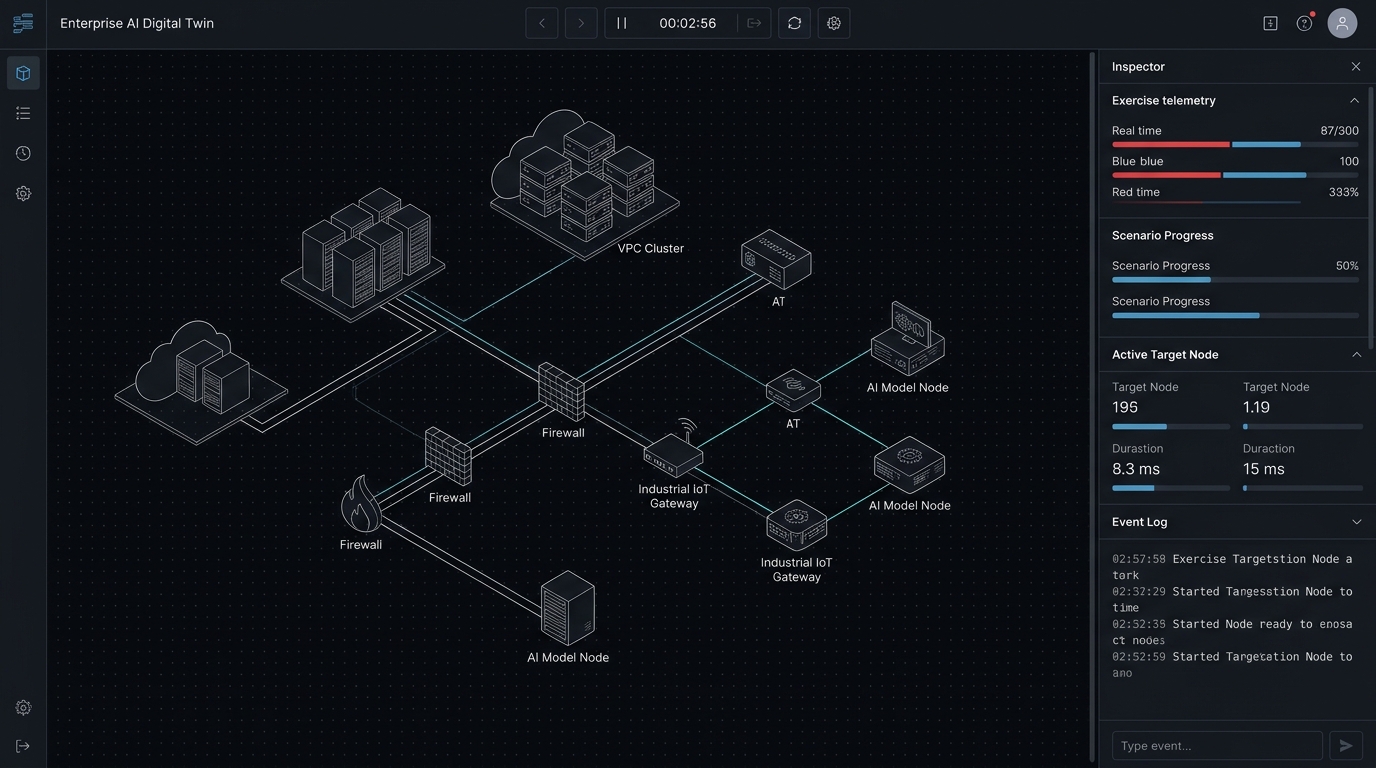 Enterprise AI Digital Twin
00:02:56
VPC Cluster
AT
AI Model Node
AT
Firewall
Firewall
Firewall
Industrial IoT
Gateway
AI Model Node
Industrial IoT
Gateway
AI Model Node
Inspector
Exercise telemetry
Real time 87/300
Blue blue 100
Red time 333%
Scenario Progress
Scenario Progress 50%
Scenario Progress
Active Target Node
Target Node Target Node
195 1.19
Durastion Duraction
8.3 ms 15 ms
Event Log
02:57:58 Exercise Targetstion Node a
tark
02:32:29 Started Tangesstion Node to
time
02:52:35 Started Node ready to enosa
ct nodes
02:52:59 Started Targetation Node to
ano
Type event...